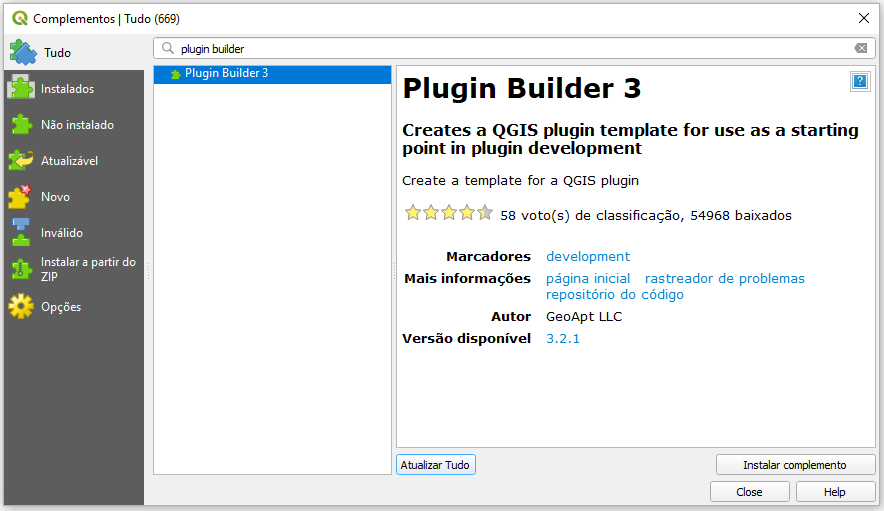 Complementos | Tudo (669)
Tudo
Instalados
Não instalado
Atualizável
Novo
Inválido
Instalar a partir do
ZIP
Opções
plugin builder
Plugin Builder 3
Plugin Builder 3
Creates a QGIS plugin template for use as a starting
point in plugin development
Create a template for a QGIS plugin
58 voto(s) de classificação, 54968 baixados
Marcadores development
Mais informações página inicial rastreador de problemas
repositório do código
Autor GeoApt LLC
Versão disponível 3.2.1
Atualizar Tudo
Instalar complemento
Close
Help